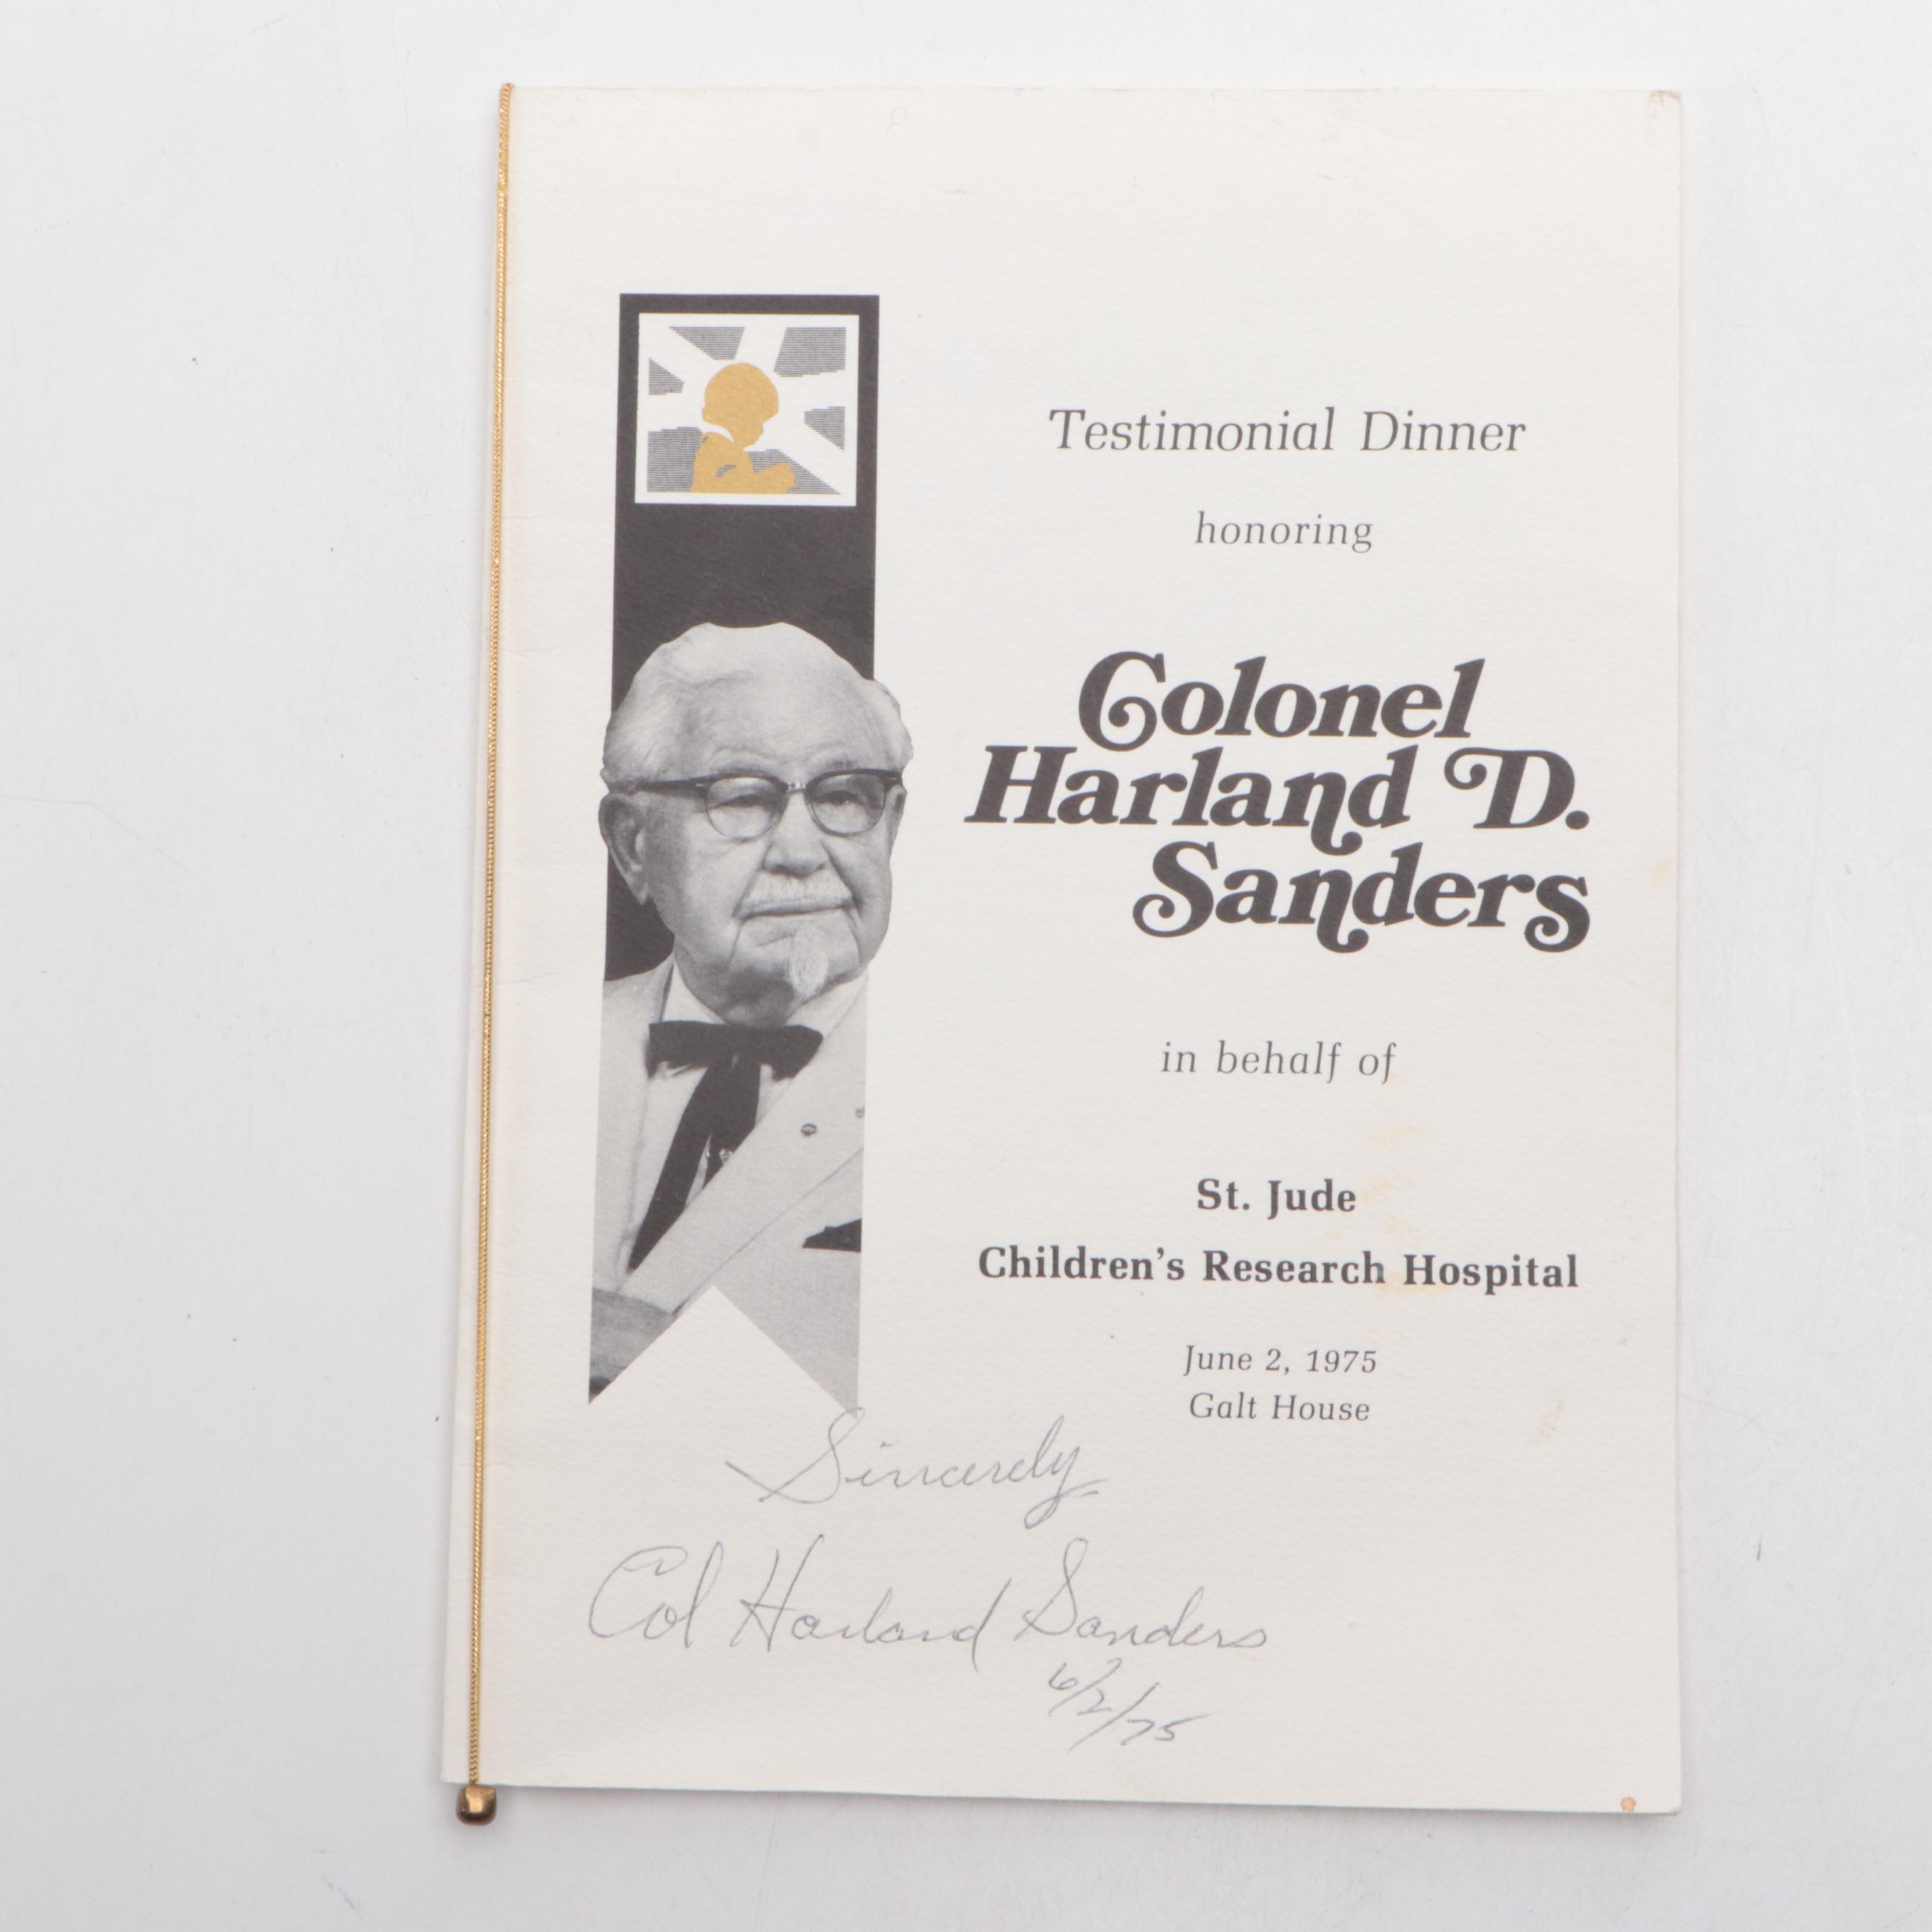 Testimonial Dinner
honoring
Colonel
Harland D.
Sanders
in behalf of
St. Jude
Children's Research Hospital
June 2, 1975
Galt House
Sincerely,
Col Harland Sanders
6/2/75